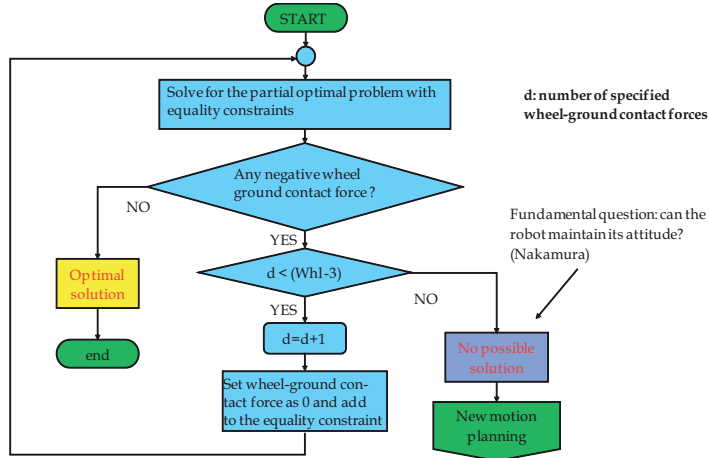 START
Solve for the partial optimal problem with
equality constraints
d: number of specified
wheel-ground contact forces
Any negative wheel
ground contact force ?
NO
YES
Fundamental question: can the
robot maintain its attitude?
(Nakamura)
Optimal
solution
d < (Whl-3)
NO
YES
end
d=d+1
No possible
solution
Set wheel-ground con-
tact force as 0 and add
to the equality constraint
New motion
planning